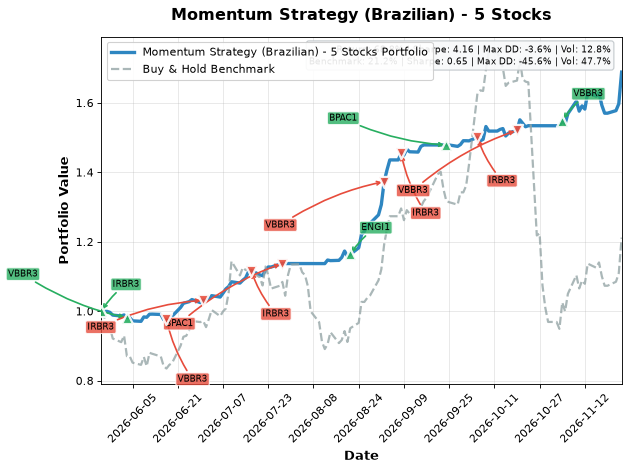 Momentum Strategy (Brazilian) - 5 Stocks
Momentum Strategy (Brazilian) - 5 Stocks Portfolio
Buy & Hold Benchmark
4.16 | Max DD: -3.6% | Vol: 12.8%
Benchmark: 21.2% | Sharpe: 0.65 | Max DD: -45.6% | Vol: 47.7%
VBBR3
BPAC1
VBBR3
IRBR3
VBBR3
IRBR3
ENGI1
VBBR3
IRBR3
IRBR3
BPAC1
IRBR3
VBBR3
Portfolio Value
1.6
1.4
1.2
1.0
0.8
2026-06-05
2026-06-21
2026-07-07
2026-07-23
2026-08-08
2026-08-24
2026-09-09
2026-09-25
2026-10-11
2026-10-27
2026-11-12
Date